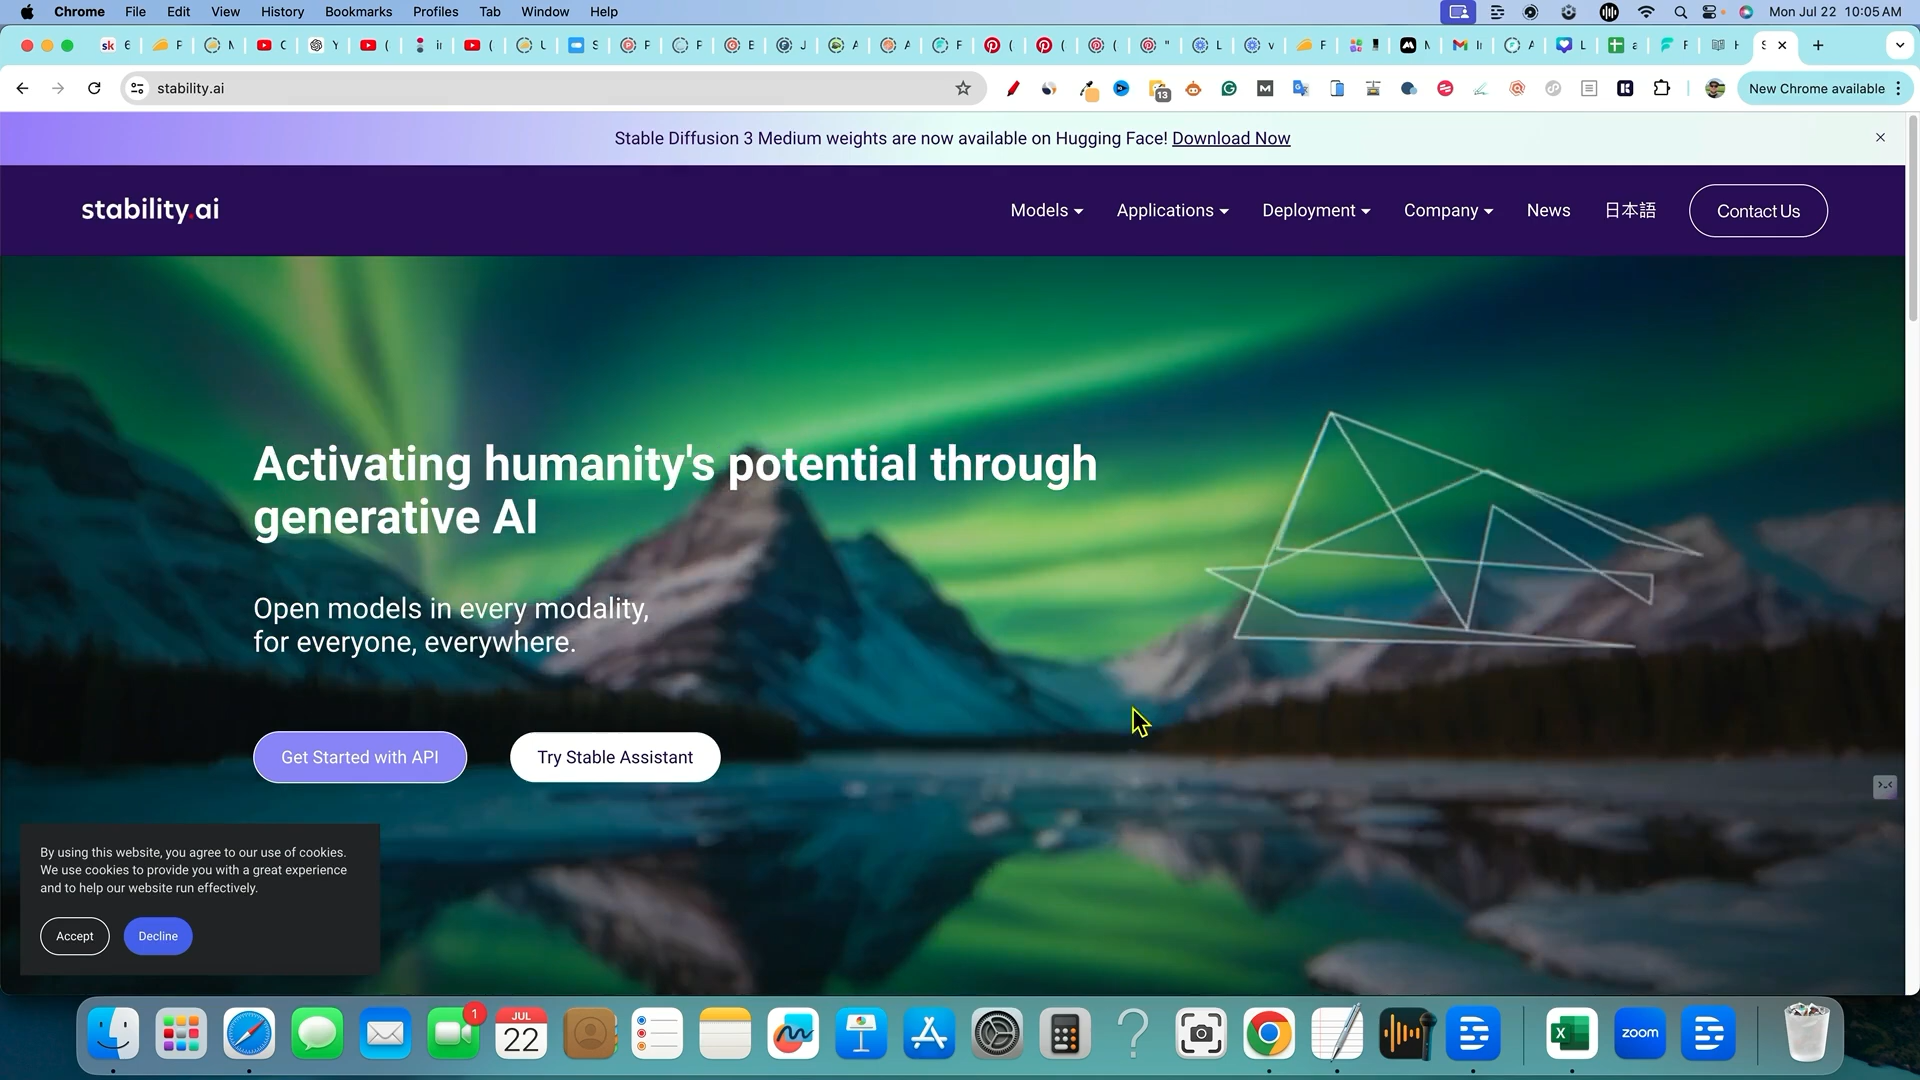 Chrome File Edit View History Bookmarks Profiles Tab Window Help Mon Jul 22 10:05 AM
stability.ai 13 New Chrome available
Stable Diffusion 3 Medium weights are now available on Hugging Face! Download Now
stability.ai Models Applications Deployment Company News 日本語 Contact Us
Activating humanity's potential through
generative AI
Open models in every modality,
for everyone, everywhere.
Get Started with API Try Stable Assistant
By using this website, you agree to our use of cookies.
We use cookies to provide you with a great experience
and to help our website run effectively.
Accept Decline
1 JUL
22 zoom